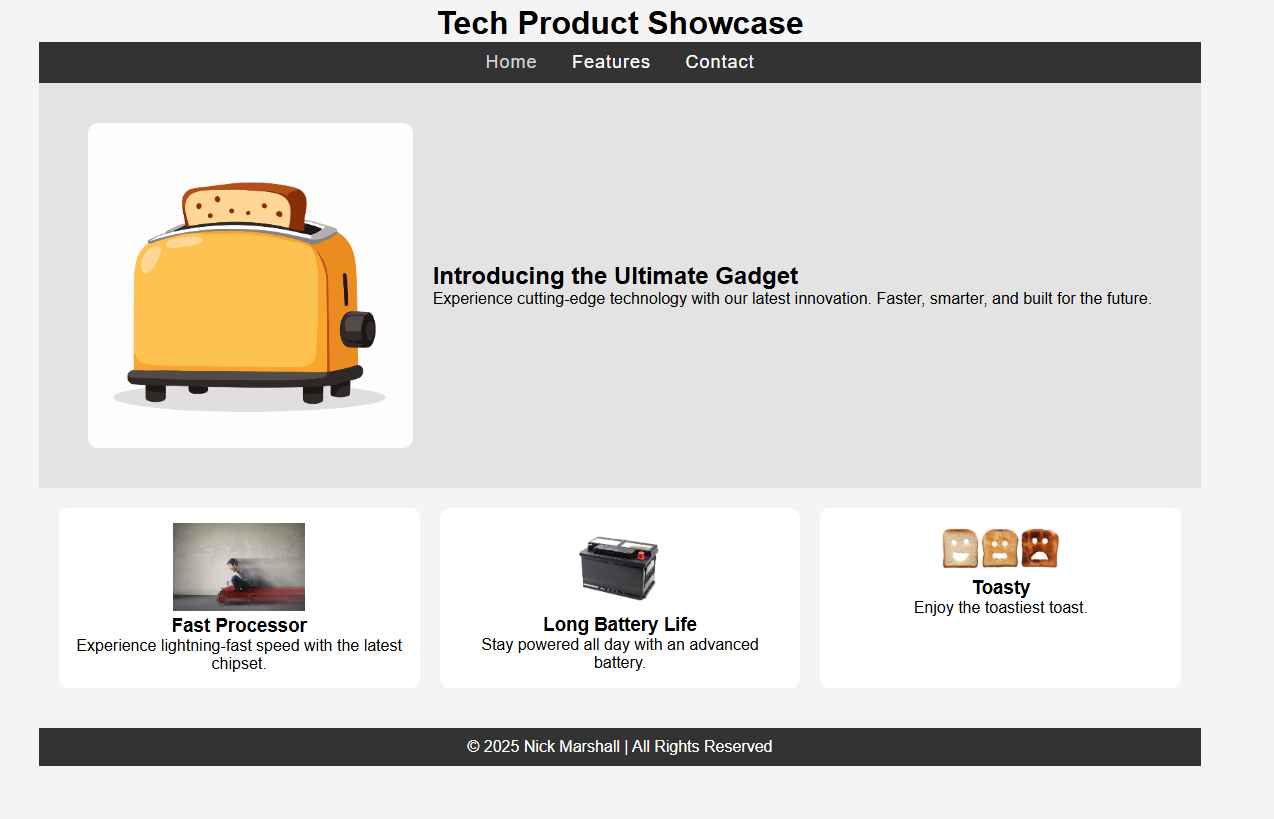 Tech Product Showcase
Home Features Contact
Introducing the Ultimate Gadget
Experience cutting-edge technology with our latest innovation. Faster, smarter, and built for the future.
Fast Processor
Experience lightning-fast speed with the latest
chipset.
Long Battery Life
Stay powered all day with an advanced
battery.
Toasty
Enjoy the toastiest toast.
© 2025 Nick Marshall | All Rights Reserved